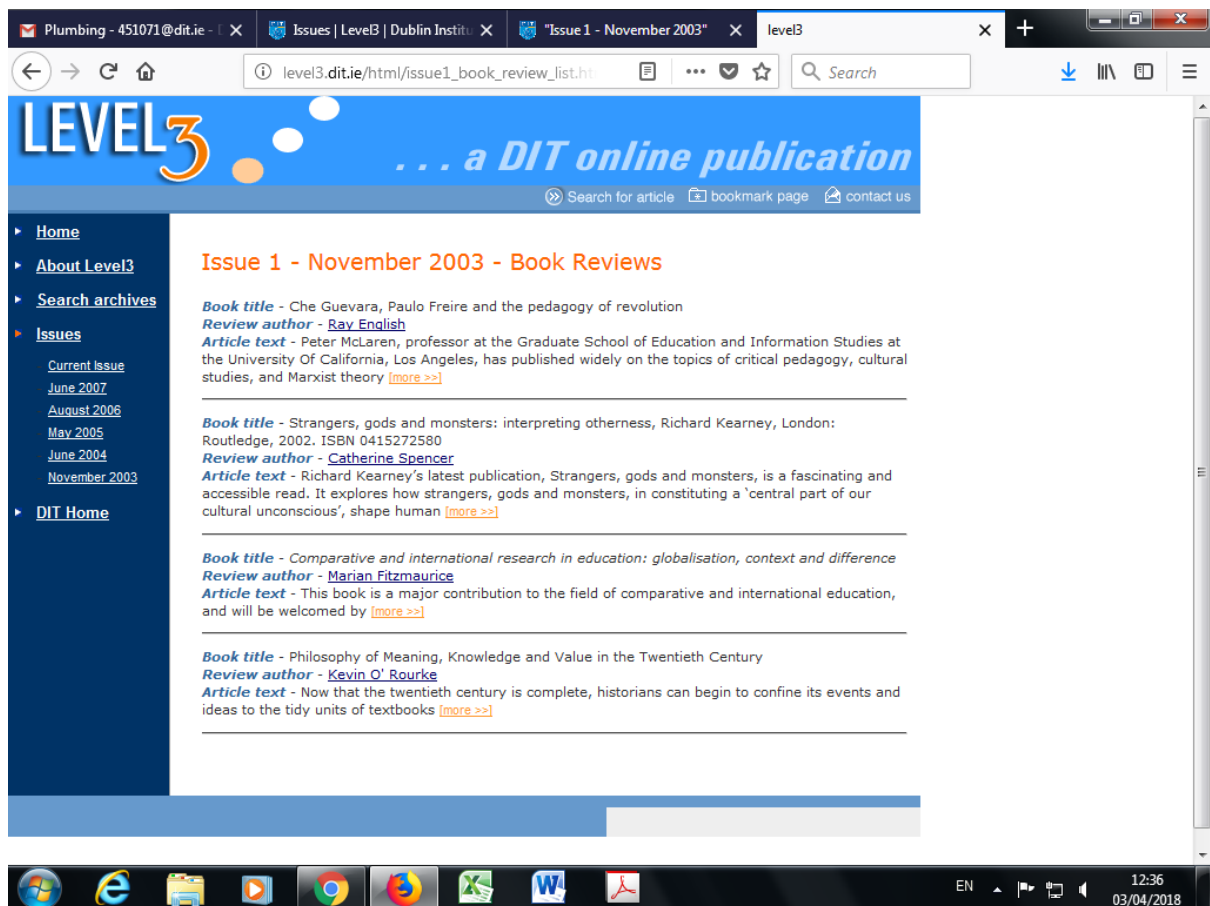 Plumbing - 451071@dit.ie - D
Issues | Level3 | Dublin Institu
"Issue 1 - November 2003"
level3
level3.dit.ie/html/issue1_book_review_list.ht
Search
LEVEL3
. . . a DIT online publication
Search for article bookmark page contact us
Home
About Level3
Search archives
Issues
Current Issue
June 2007
August 2006
May 2005
June 2004
November 2003
DIT Home
Issue 1 - November 2003 - Book Reviews
Book title - Che Guevara, Paulo Freire and the pedagogy of revolution
Review author - Ray English
Article text - Peter McLaren, professor at the Graduate School of Education and Information Studies at
the University Of California, Los Angeles, has published widely on the topics of critical pedagogy, cultural
studies, and Marxist theory [more >>]
Book title - Strangers, gods and monsters: interpreting otherness, Richard Kearney, London:
Routledge, 2002. ISBN 0415272580
Review author - Catherine Spencer
Article text - Richard Kearney’s latest publication, Strangers, gods and monsters, is a fascinating and
accessible read. It explores how strangers, gods and monsters, in constituting a ‘central part of our
cultural unconscious’, shape human [more >>]
Book title - Comparative and international research in education: globalisation, context and difference
Review author - Marian Fitzmaurice
Article text - This book is a major contribution to the field of comparative and international education,
and will be welcomed by [more >>]
Book title - Philosophy of Meaning, Knowledge and Value in the Twentieth Century
Review author - Kevin O' Rourke
Article text - Now that the twentieth century is complete, historians can begin to confine its events and
ideas to the tidy units of textbooks [more >>]
EN
12:36
03/04/2018